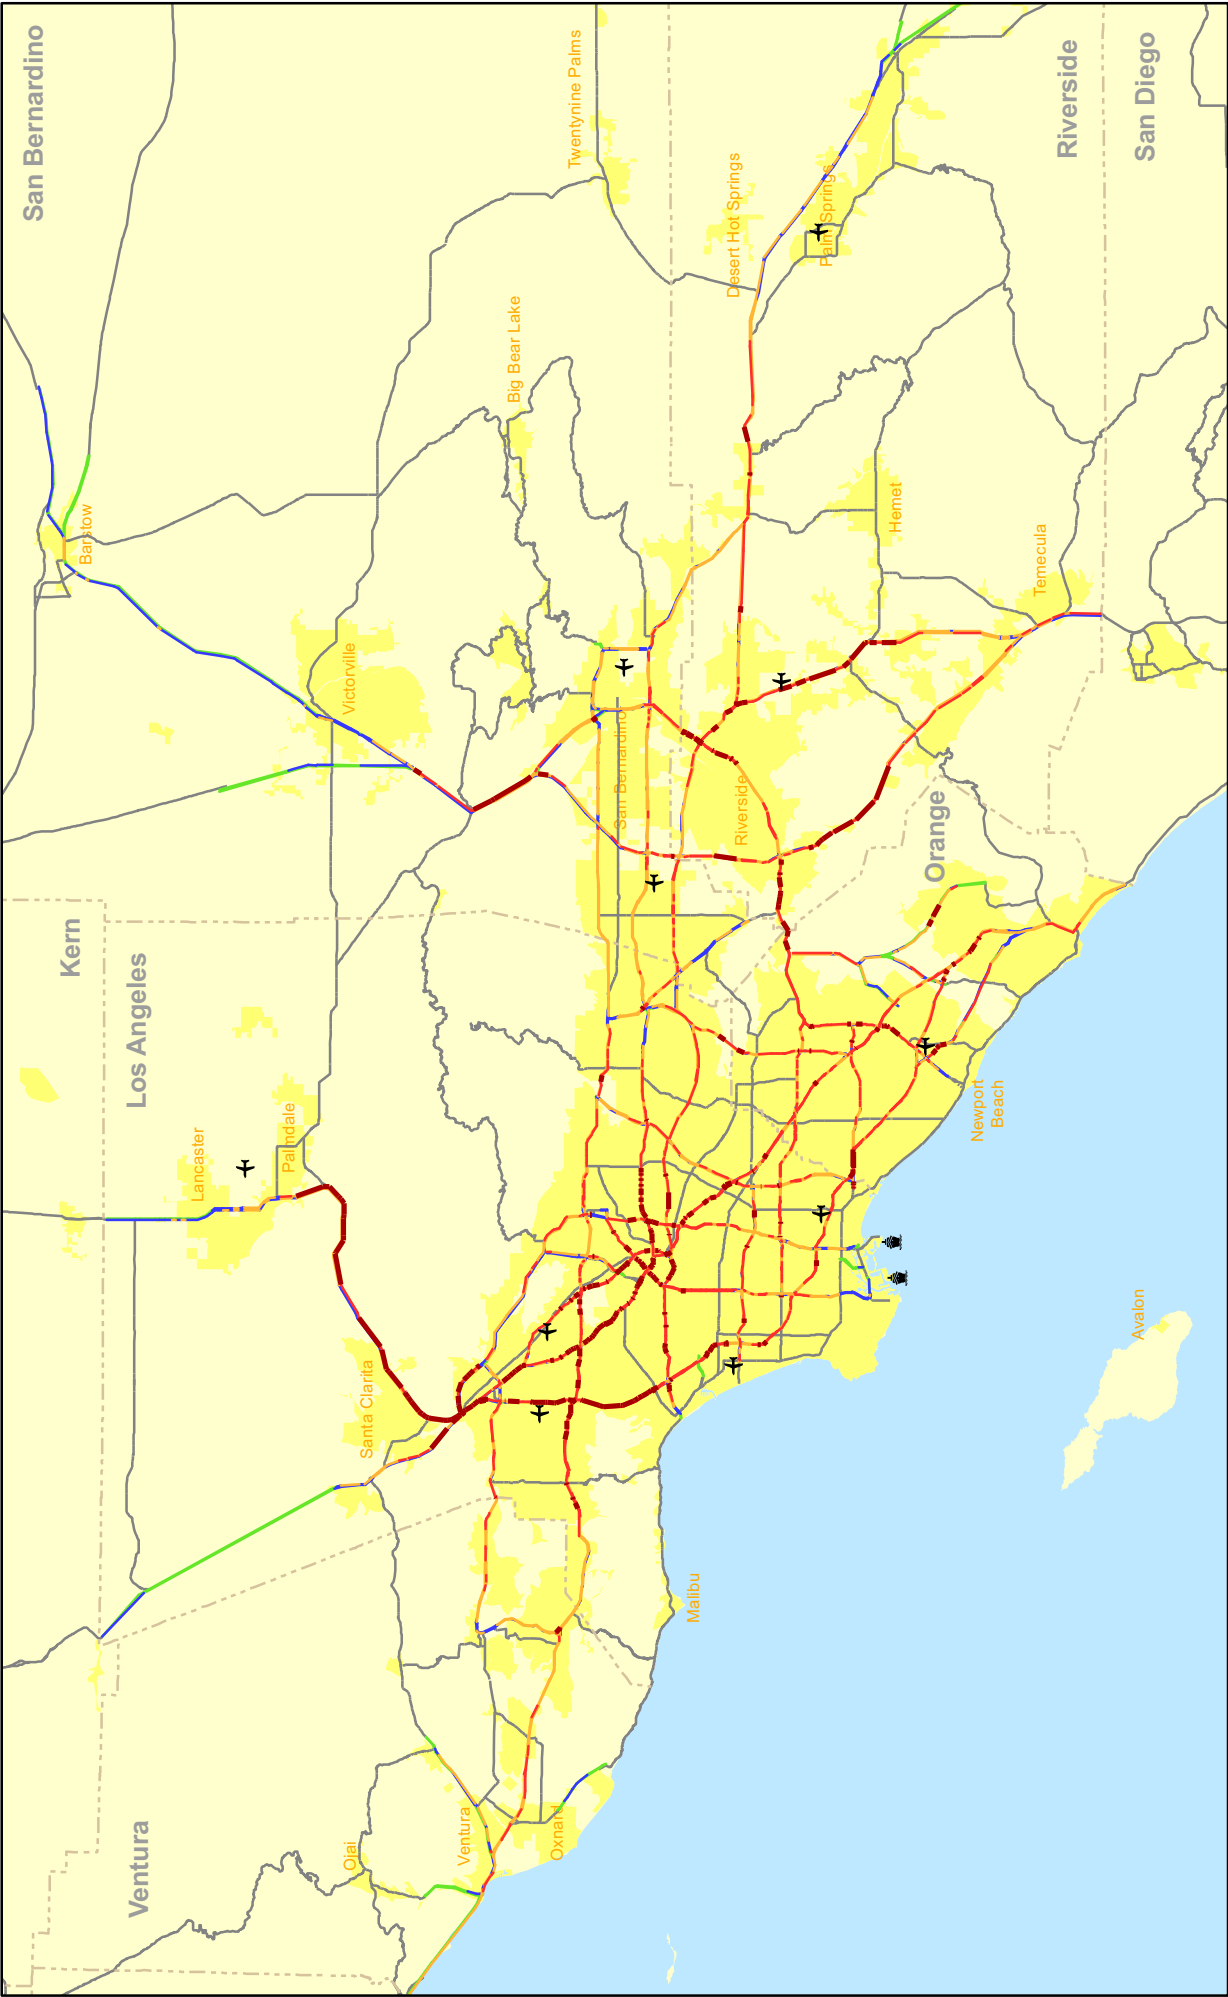 San Bernardino
Kern
Los Angeles
Ventura
Orange
Riverside
San Diego
Barstow
Twentynine Palms
Victorville
Big Bear Lake
Desert Hot Springs
Palm Springs
Lancaster
Palmdale
Santa Clarita
San Bernardino
Riverside
Hemet
Temecula
Ojai
Ventura
Oxnard
Malibu
Newport
Beach
Avalon